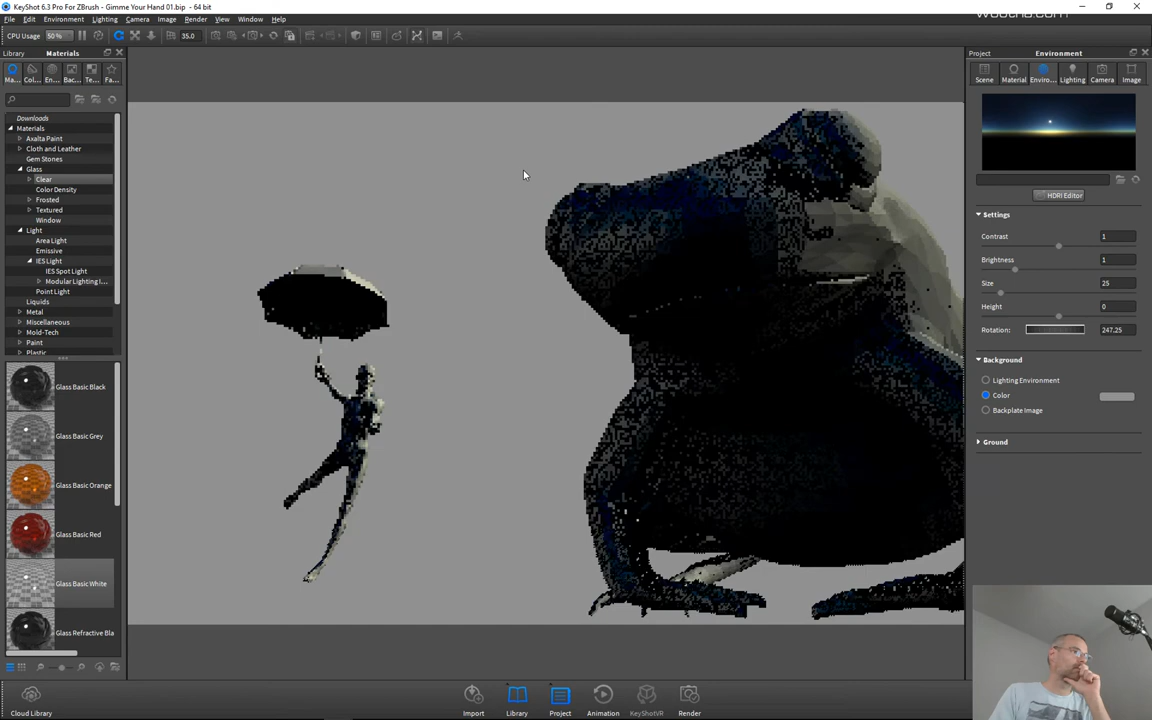 KeyShot 6.3 Pro For ZBrush - Gimme Your Hand 01.bip - 64 bit
File Edit Environment Lighting Camera Image Render View Window Help
CPU Usage 50 % 35.0
Library Materials
Ma... Col... En... Bac... Te... Fa...
Downloads
Materials
Axalta Paint
Cloth and Leather
Gem Stones
Glass
Clear
Color Density
Frosted
Textured
Window
Light
Area Light
Emissive
IES Light
IES Spot Light
Modular Lighting I...
Point Light
Liquids
Metal
Miscellaneous
Mold-Tech
Paint
Plastic
Glass Basic Black
Glass Basic Grey
Glass Basic Orange
Glass Basic Red
Glass Basic White
Glass Refractive Bla
Project Environment
Scene Material Enviro... Lighting Camera Image
HDRI Editor
Settings
Contrast 1
Brightness 1
Size 25
Height 0
Rotation: 247.25
Background
Lighting Environment
Color
Backplate Image
Ground
Cloud Library Import Library Project Animation KeyShotVR Render